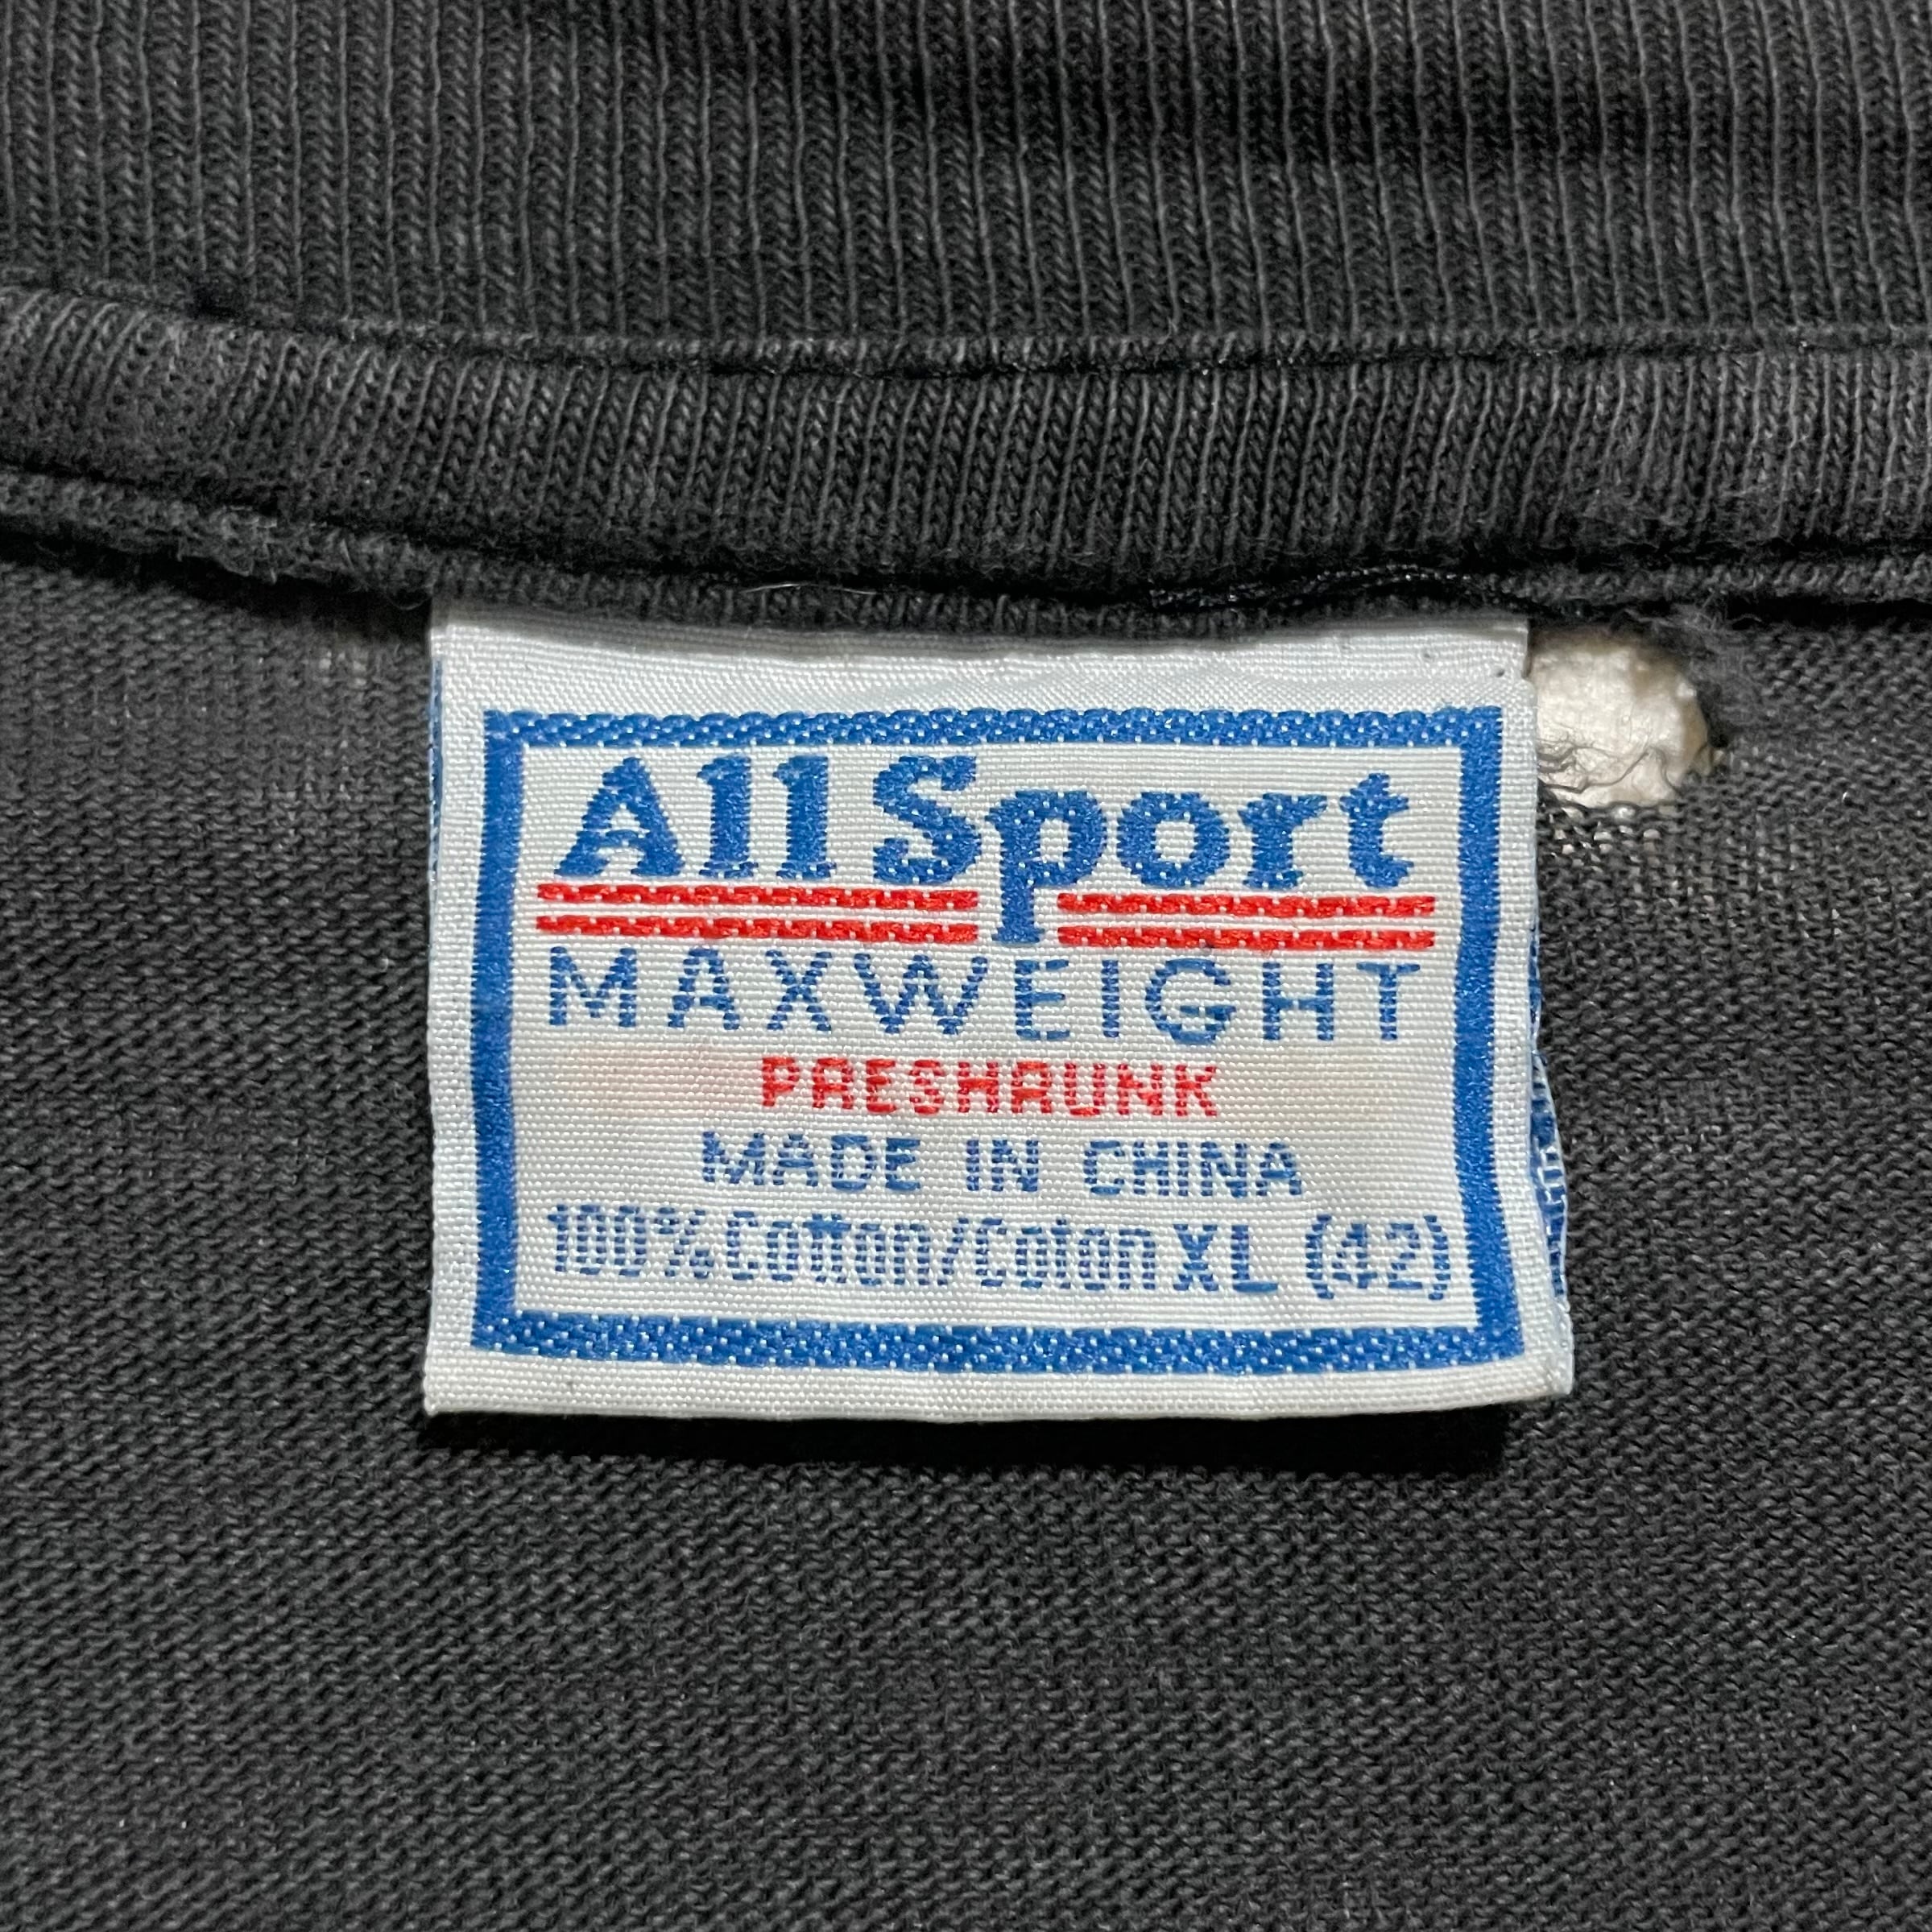 All Sport
MAXWEIGHT
PRESHRUNK
MADE IN CHINA
100% Cotton/Coton XL (42)